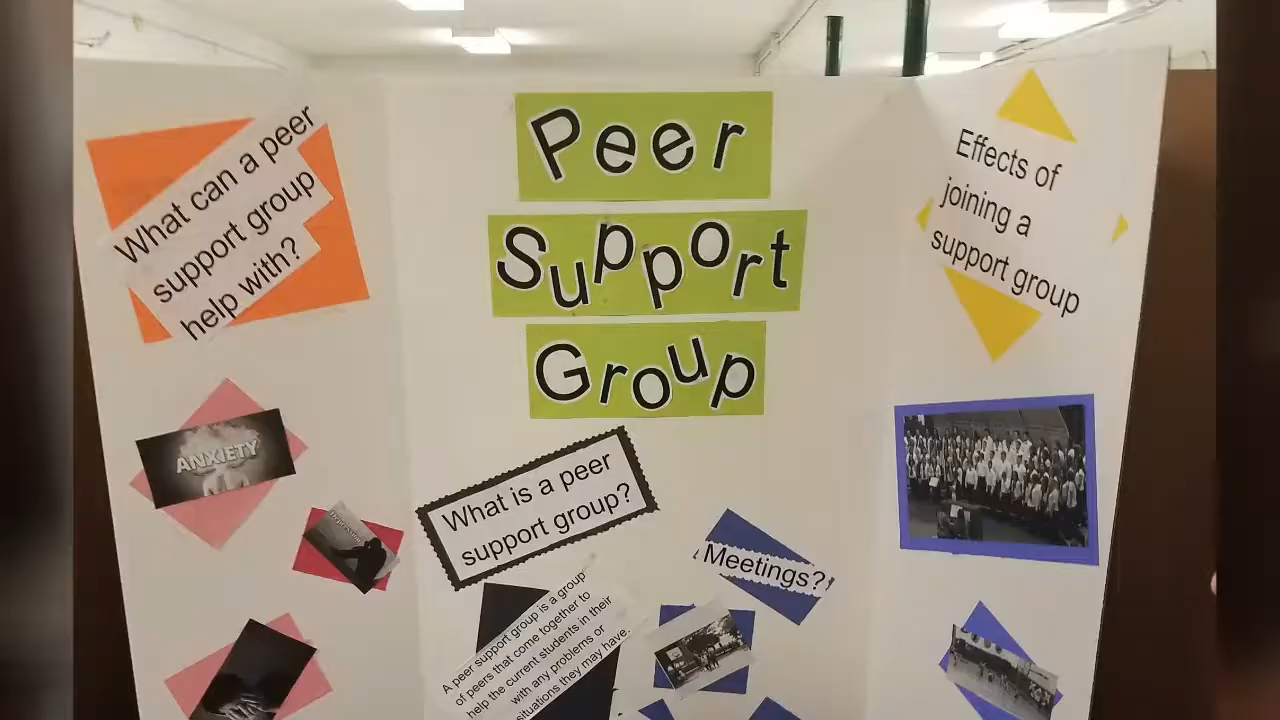 What can a peer
support group
help with?
ANXIETY
Depression
Peer
Support
Group
What is a peer
support group?
A peer support group is a group
of peers that come together to
help the current students in their
with any problems or
situations they may have.
Meetings?
Effects of
joining a
support group